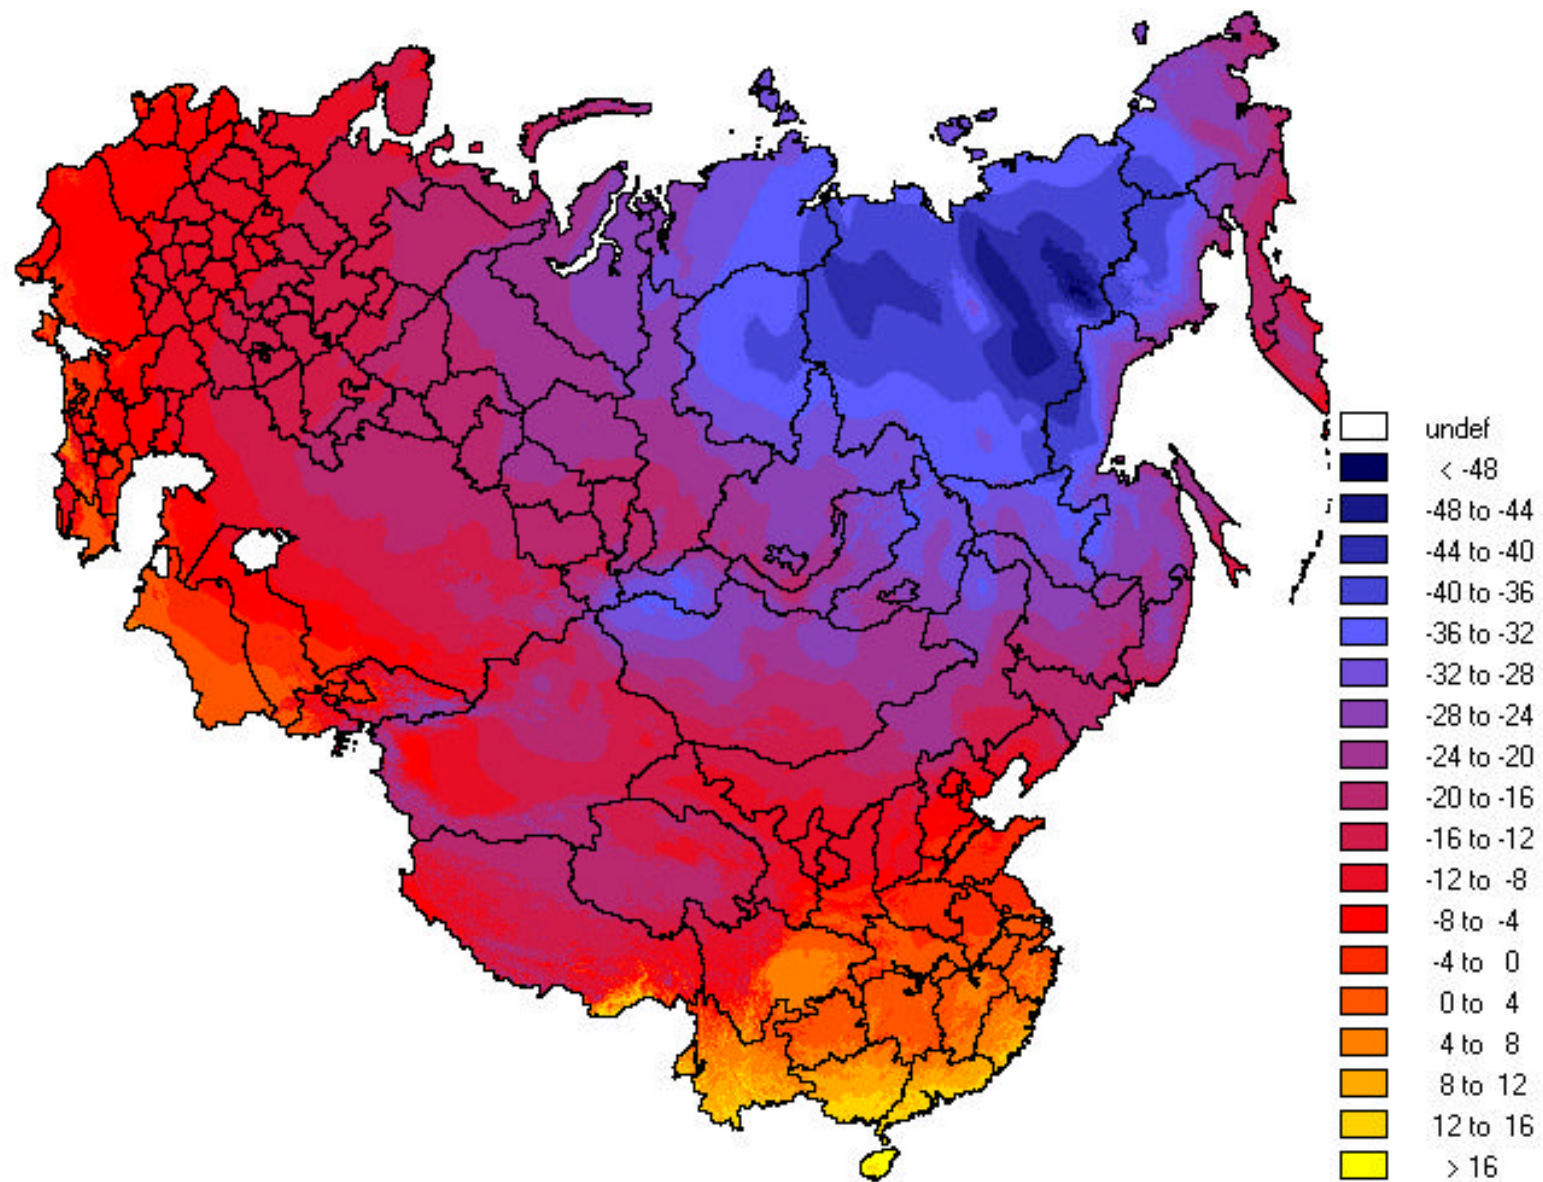 undef
< -48
-48 to -44
-44 to -40
-40 to -36
-36 to -32
-32 to -28
-28 to -24
-24 to -20
-20 to -16
-16 to -12
-12 to -8
-8 to -4
-4 to 0
0 to 4
4 to 8
8 to 12
12 to 16
> 16